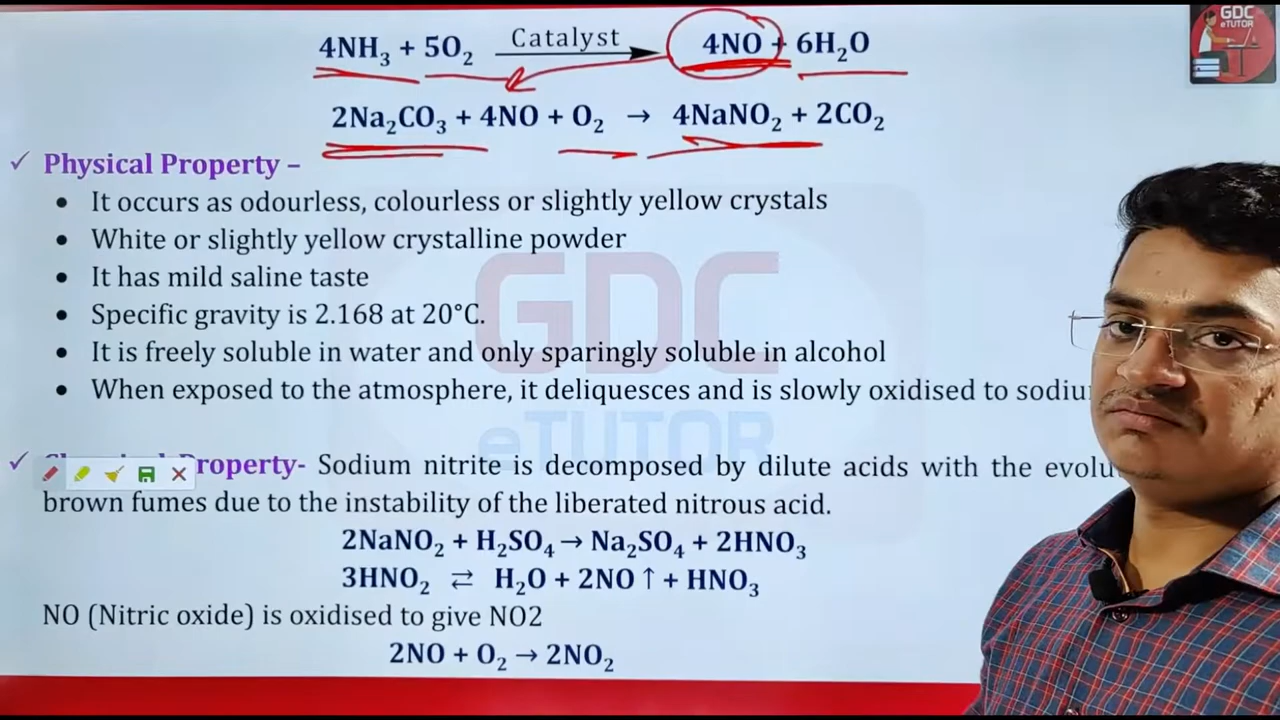 GDC
eTUTOR
4NH₃ + 5O₂ Catalyst → 4NO + 6H₂O
2Na₂CO₃ + 4NO + O₂ → 4NaNO₂ + 2CO₂
✓ Physical Property –
• It occurs as odourless, colourless or slightly yellow crystals
• White or slightly yellow crystalline powder
• It has mild saline taste
• Specific gravity is 2.168 at 20°C.
• It is freely soluble in water and only sparingly soluble in alcohol
• When exposed to the atmosphere, it deliquesces and is slowly oxidised to
GDC
eTUTOR
✓ Property- Sodium nitrite is decomposed by dilute acids with the
brown fumes due to the instability of the liberated nitrous acid.
2NaNO₂ + H₂SO₄ → Na₂SO₄ + 2HNO₃
3HNO₂ ⇄ H₂O + 2NO ↑ + HNO₃
NO (Nitric oxide) is oxidised to give NO2
2NO + O₂ → 2NO₂